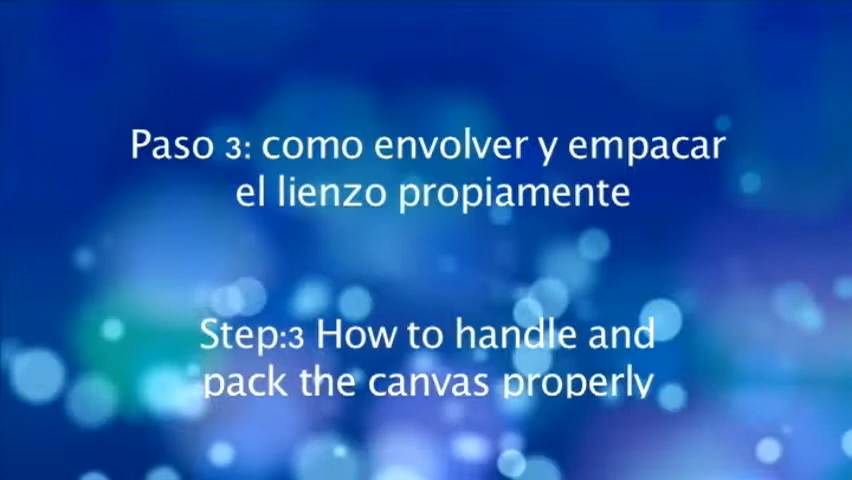 Paso 3: como envolver y empacar
el lienzo propiamente
Step:3 How to handle and
pack the canvas properly